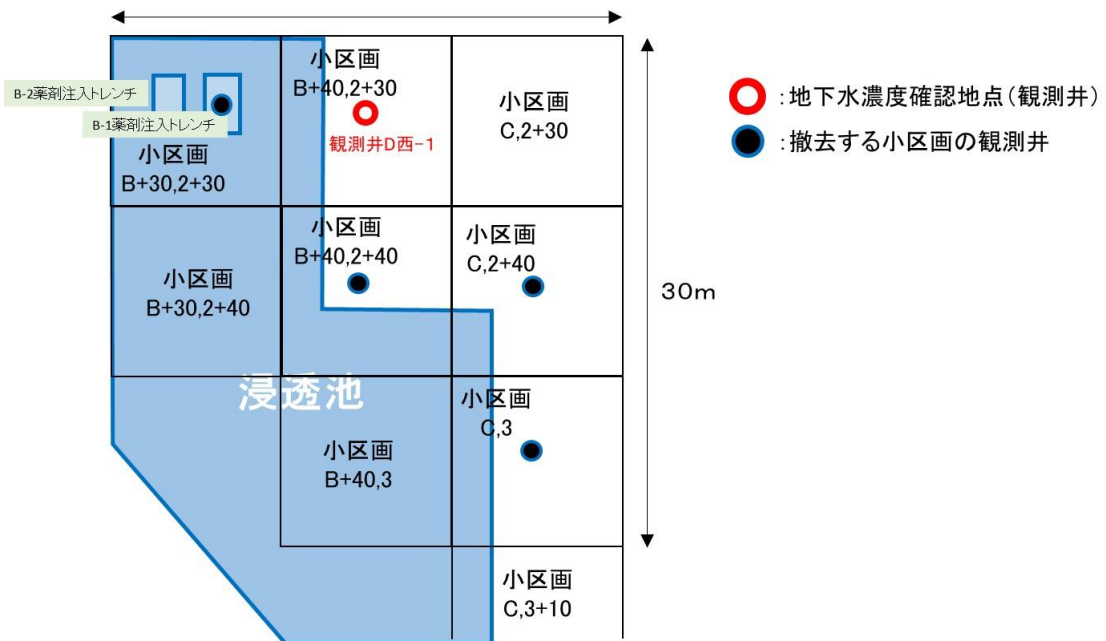 B-2薬剤注入トレンチ
B-1薬剤注入トレンチ
小区画
B+30,2+30
小区画
B+40,2+30
観測井D西-1
小区画
C,2+30
小区画
B+30,2+40
小区画
B+40,2+40
小区画
C,2+40
浸透池
小区画
B+40,3
小区画
C,3
小区画
C,3+10
30m
:地下水濃度確認地点(観測井)
:撤去する小区画の観測井